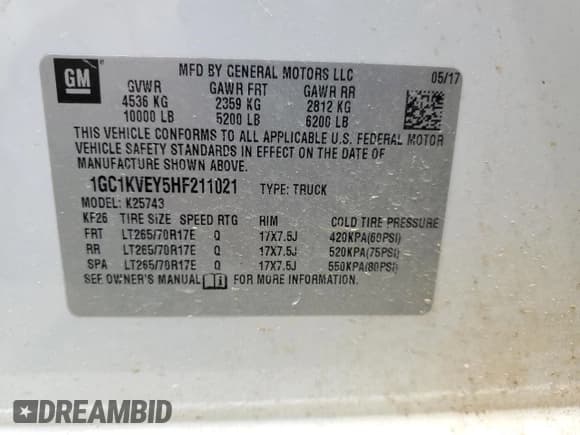 GM
MFD BY GENERAL MOTORS LLC 05/17
GVWR GAWR FRT GAWR RR
4536 KG 2359 KG 2812 KG
10000 LB 5200 LB 6200 LB
THIS VEHICLE CONFORMS TO ALL APPLICABLE U.S. FEDERAL MOTOR
VEHICLE SAFETY STANDARDS IN EFFECT ON THE DATE OF
MANUFACTURE SHOWN ABOVE.
1GC1KVEY5HF211021 TYPE: TRUCK
MODEL: K25743
KF26 TIRE SIZE SPEED RTG RIM COLD TIRE PRESSURE
FRT LT265/70R17E Q 17X7.5J 420KPA(60PSI)
RR LT265/70R17E Q 17X7.5J 520KPA(75PSI)
SPA LT265/70R17E Q 17X7.5J 550KPA(80PSI)
SEE OWNER'S MANUAL FOR MORE INFORMATION.
DREAMBID